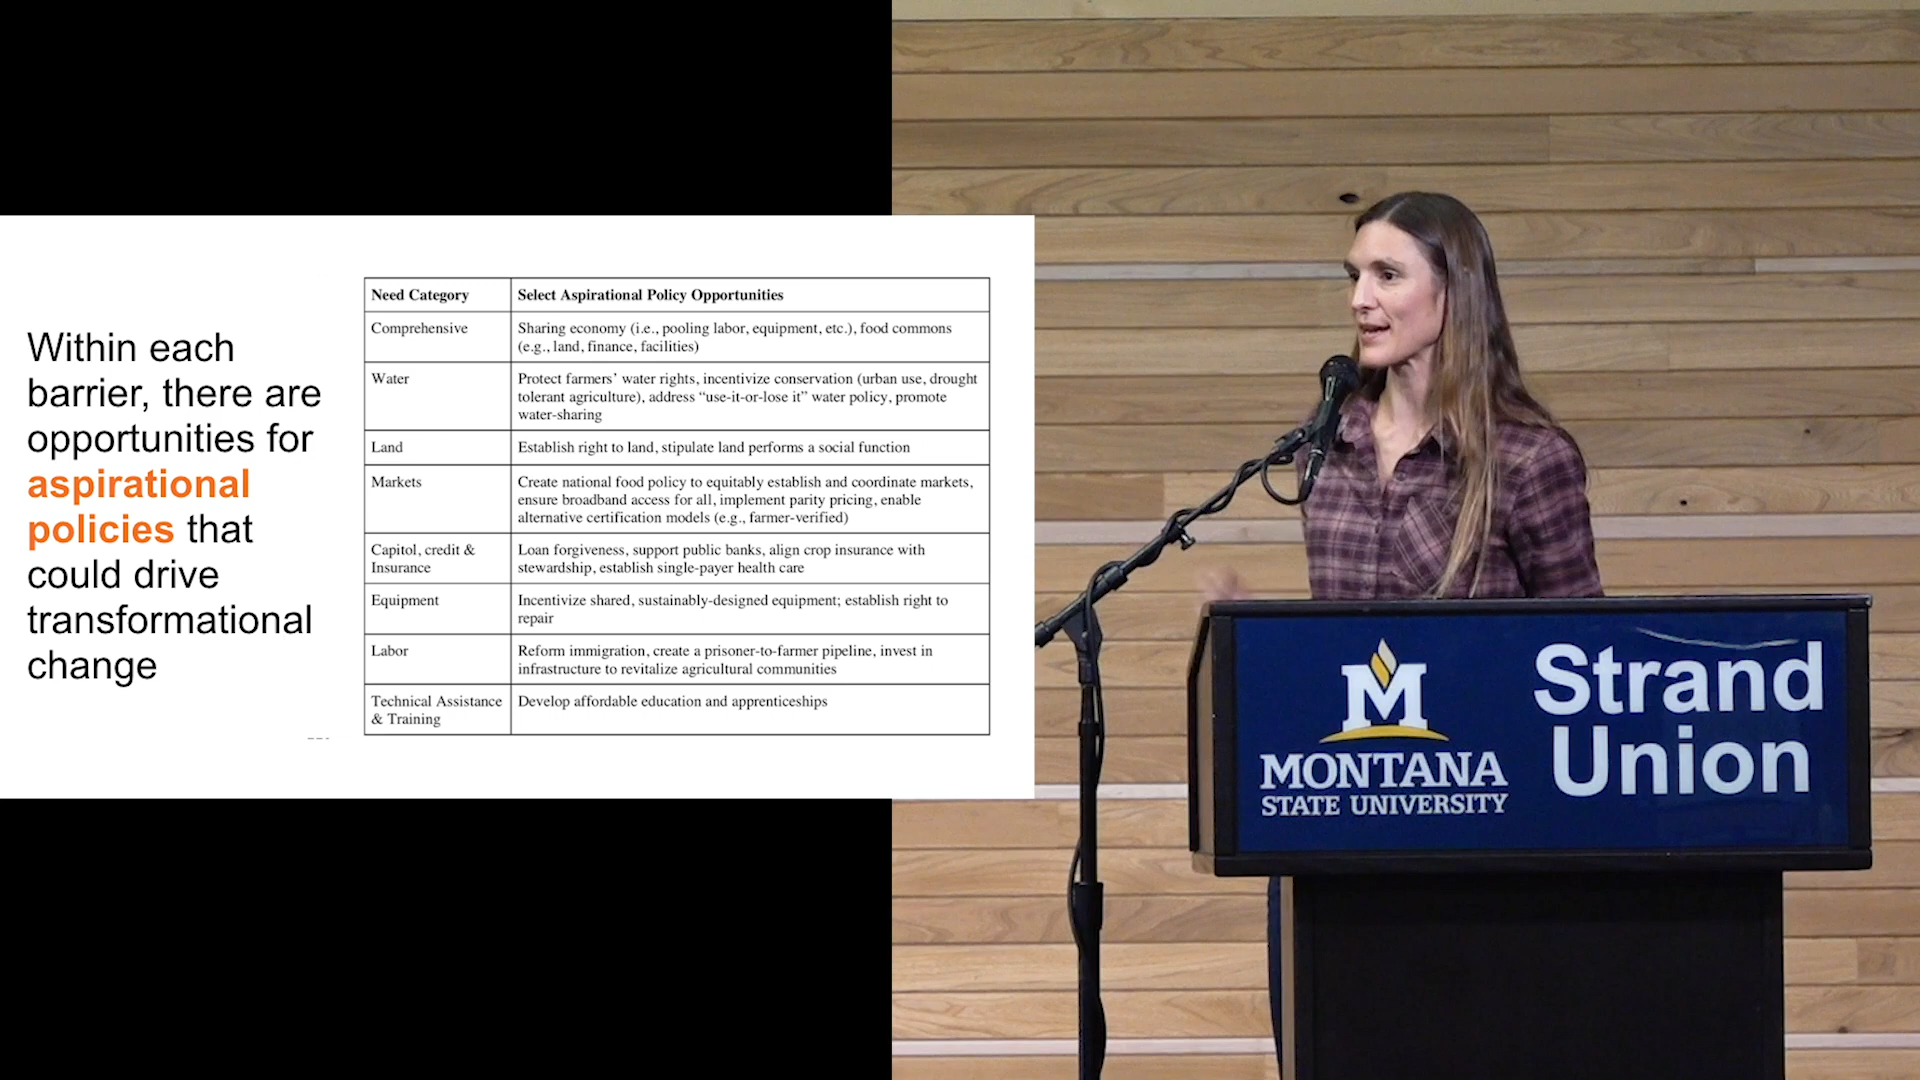 Within each
barrier, there are
opportunities for
aspirational
policies that
could drive
transformational
change
Need Category
Select Aspirational Policy Opportunities
Comprehensive
Sharing economy (i.e., pooling labor, equipment, etc.), food commons
(e.g., land, finance, facilities)
Water
Protect farmers’ water rights, incentivize conservation (urban use, drought
tolerant agriculture), address “use-it-or-lose it” water policy, promote
water-sharing
Land
Establish right to land, stipulate land performs a social function
Markets
Create national food policy to equitably establish and coordinate markets,
ensure broadband access for all, implement parity pricing, enable
alternative certification models (e.g., farmer-verified)
Capitol, credit &
Insurance
Loan forgiveness, support public banks, align crop insurance with
stewardship, establish single-payer health care
Equipment
Incentivize shared, sustainably-designed equipment; establish right to
repair
Labor
Reform immigration, create a prisoner-to-farmer pipeline, invest in
infrastructure to revitalize agricultural communities
Technical Assistance
& Training
Develop affordable education and apprenticeships
M
MONTANA
STATE UNIVERSITY
Strand
Union